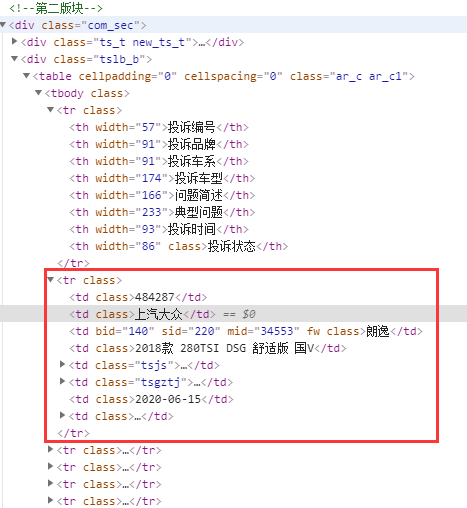 <!--第二版块-->
▼<div class="com_sec">
▶<div class="ts_t new_ts_t">…</div>
▼<div class="tslb_b">
▼<table cellpadding="0" cellspacing="0" class="ar_c ar_c1">
▼<tbody class>
▼<tr class>
<th width="57">投诉编号</th>
<th width="91">投诉品牌</th>
<th width="91">投诉车系</th>
<th width="174">投诉车型</th>
<th width="166">问题简述</th>
<th width="233">典型问题</th>
<th width="93">投诉时间</th>
<th width="86" class>投诉状态</th>
</tr>
▼<tr class>
<td class>484287</td>
<td class>上汽大众</td> == $0
<td bid="140" sid="220" mid="34553" fw class>朗逸</td>
<td class>2018款 280TSI DSG 舒适版 国V</td>
▶<td class="tsjs">…</td>
▶<td class="tsgztj">…</td>
<td class>2020-06-15</td>
▶<td class>…</td>
</tr>
▶<tr class>…</tr>
▶<tr class>…</tr>
▶<tr class>…</tr>
▶<tr class>…</tr>